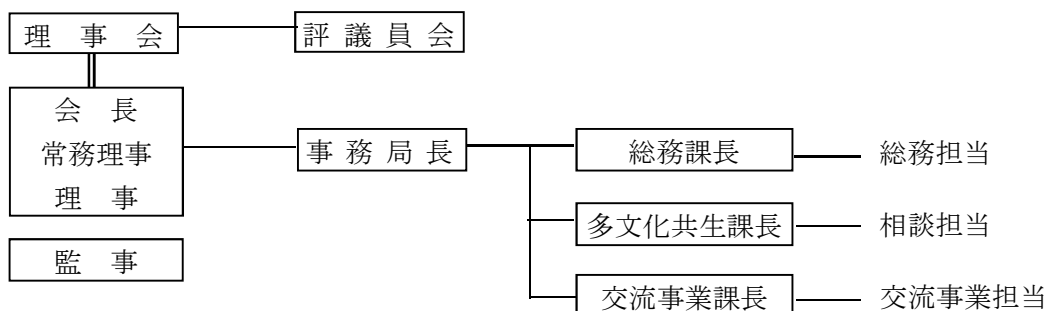 理事会
評議員会
会長
常務理事
理事
事務局長
総務課長
総務担当
多文化共生課長
相談担当
監事
交流事業課長
交流事業担当